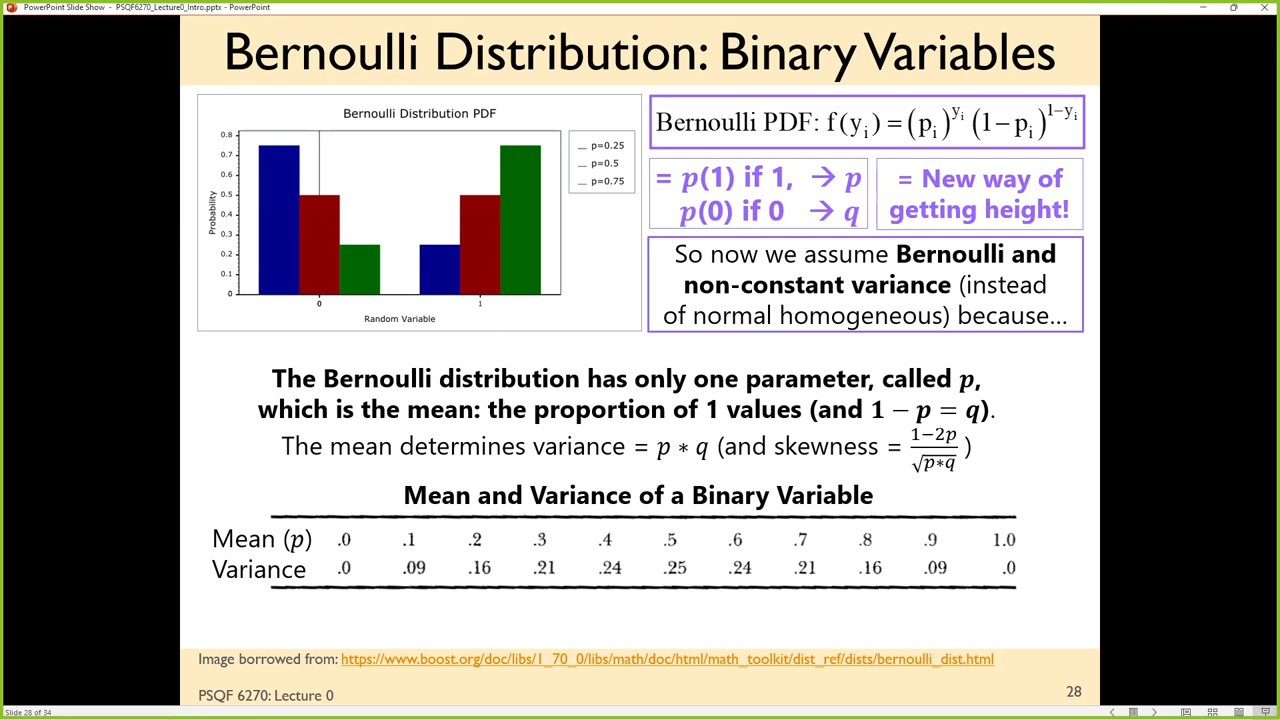 PowerPoint Slide Show - PSQF6270_Lecture0_Intro.pptx - PowerPoint
Bernoulli Distribution: Binary Variables
Bernoulli Distribution PDF
0.8
0.7
0.6
0.5
0.4
0.3
0.2
0.1
0
Probability
0 1
Random Variable
p=0.25
p=0.5
p=0.75
Bernoulli PDF: f(y_i) = (p_i)^{y_i} (1−p_i)^{1−y_i}
= p(1) if 1, → p
p(0) if 0 → q
= New way of
getting height!
So now we assume Bernoulli and
non-constant variance (instead
of normal homogeneous) because…
The Bernoulli distribution has only one parameter, called p,
which is the mean: the proportion of 1 values (and 1 − p = q).
The mean determines variance = p ∗ q (and skewness = (1−2p)/√(p∗q) )
Mean and Variance of a Binary Variable
Mean (p) .0 .1 .2 .3 .4 .5 .6 .7 .8 .9 1.0
Variance .0 .09 .16 .21 .24 .25 .24 .21 .16 .09 .0
Image borrowed from: https://www.boost.org/doc/libs/1_70_0/libs/math/doc/html/math_toolkit/dist_ref/dists/bernoulli_dist.html
PSQF 6270: Lecture 0
28
Slide 28 of 34